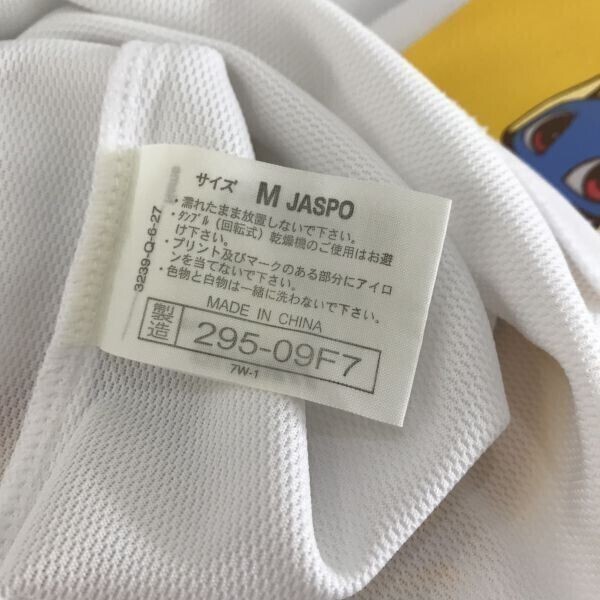 サイズ M JASPO
・濡れたまま放置しないで下さい。
・タンブル(回転式)乾燥機のご使用はお避
け下さい。
・プリント及びマークのある部分にアイロ
ンを当てないで下さい。
・色物と白物は一緒に洗わないで下さい。
MADE IN CHINA
製造 295-09F7
7W-1
3239-Q-6-27